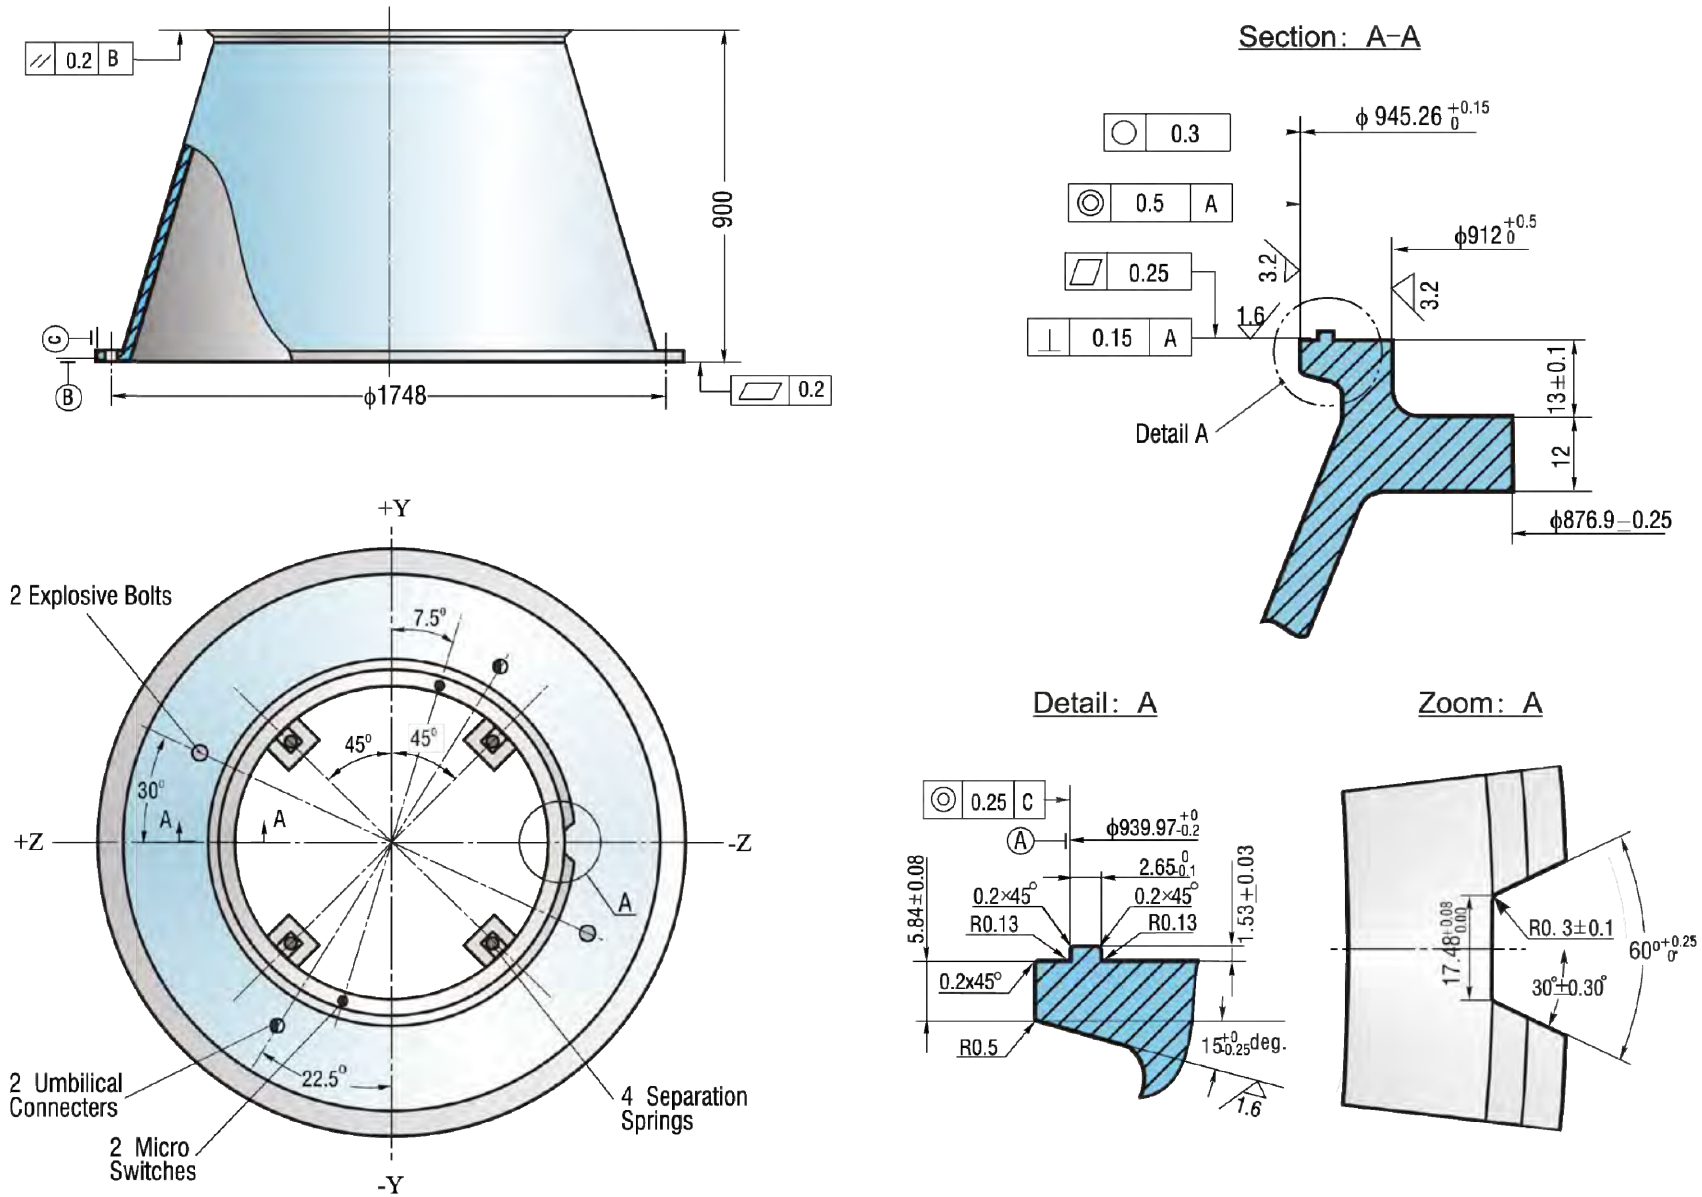 // 0.2 B
900
C
B
ϕ1748
0.2
Section: A-A
ϕ 945.26 +0.15 0
0.3
0.5 A
ϕ912 +0.5 0
0.25
3.2
3.2
1.6
⊥ 0.15 A
13±0.1
Detail A
12
ϕ876.9±0.25
+Y
2 Explosive Bolts
7.5°
45°
45°
30°
A
A
+Z
-Z
A
22.5°
2 Umbilical
Connecters
4 Separation
Springs
2 Micro
Switches
-Y
Detail: A
Zoom: A
0.25 C
A
ϕ939.97 +0 -0.2
2.65 0 -0.1
5.84±0.08
1.53±0.03
0.2×45°
0.2×45°
R0.13
R0.13
0.2x45°
R0.5
15 +0 -0.25 deg.
1.6
17.48 +0.08 0.00
R0.3±0.1
60° +0.25 0°
30°±0.30°